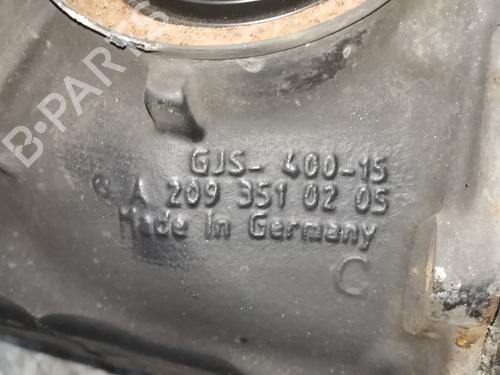 B-PARTS
GJS- 400-15
A 209 351 02 05
Made In Germany
C